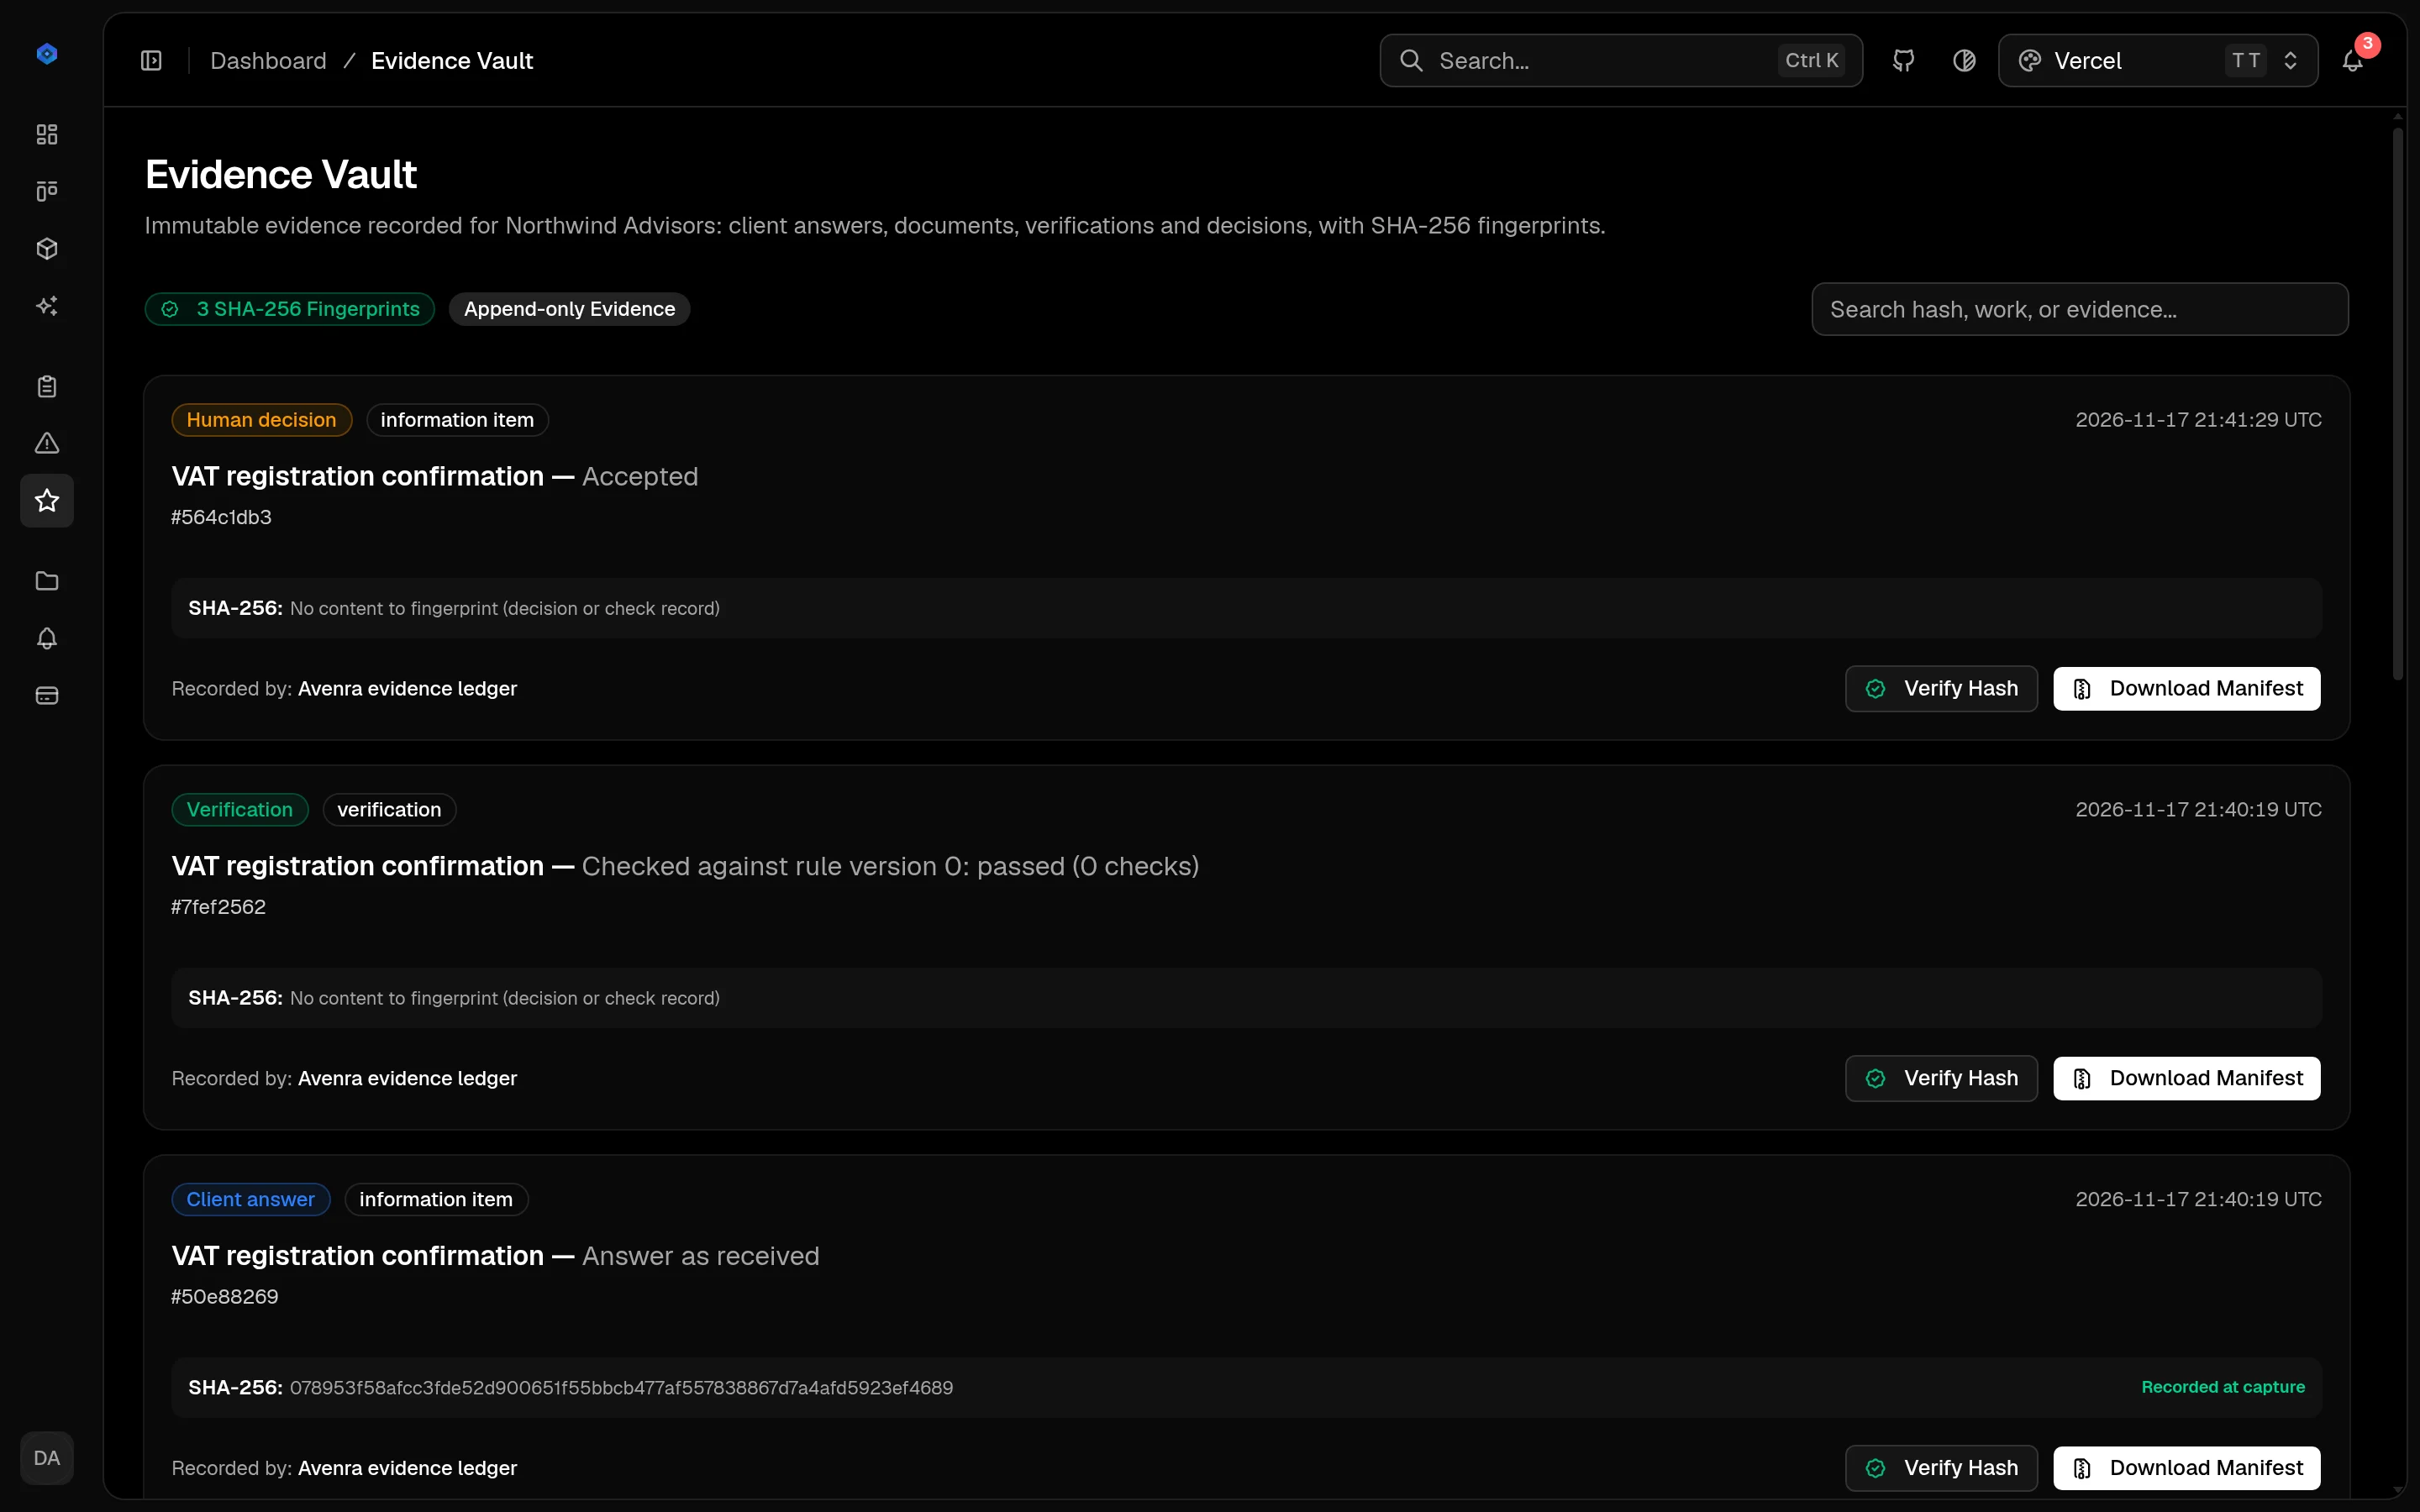 Dashboard / Evidence Vault
Search...
Ctrl K
Vercel
T T
3
Evidence Vault
Immutable evidence recorded for Northwind Advisors: client answers, documents, verifications and decisions, with SHA-256 fingerprints.
3 SHA-256 Fingerprints
Append-only Evidence
Search hash, work, or evidence...
Human decision
information item
2026-11-17 21:41:29 UTC
VAT registration confirmation — Accepted
#564c1db3
SHA-256: No content to fingerprint (decision or check record)
Recorded by: Avenra evidence ledger
Verify Hash
Download Manifest
Verification
verification
2026-11-17 21:40:19 UTC
VAT registration confirmation — Checked against rule version 0: passed (0 checks)
#7fef2562
SHA-256: No content to fingerprint (decision or check record)
Recorded by: Avenra evidence ledger
Verify Hash
Download Manifest
Client answer
information item
2026-11-17 21:40:19 UTC
VAT registration confirmation — Answer as received
#50e88269
SHA-256: 078953f58afcc3fde52d900651f55bbcb477af557838867d7a4afd5923ef4689
Recorded at capture
Recorded by: Avenra evidence ledger
Verify Hash
Download Manifest
DA